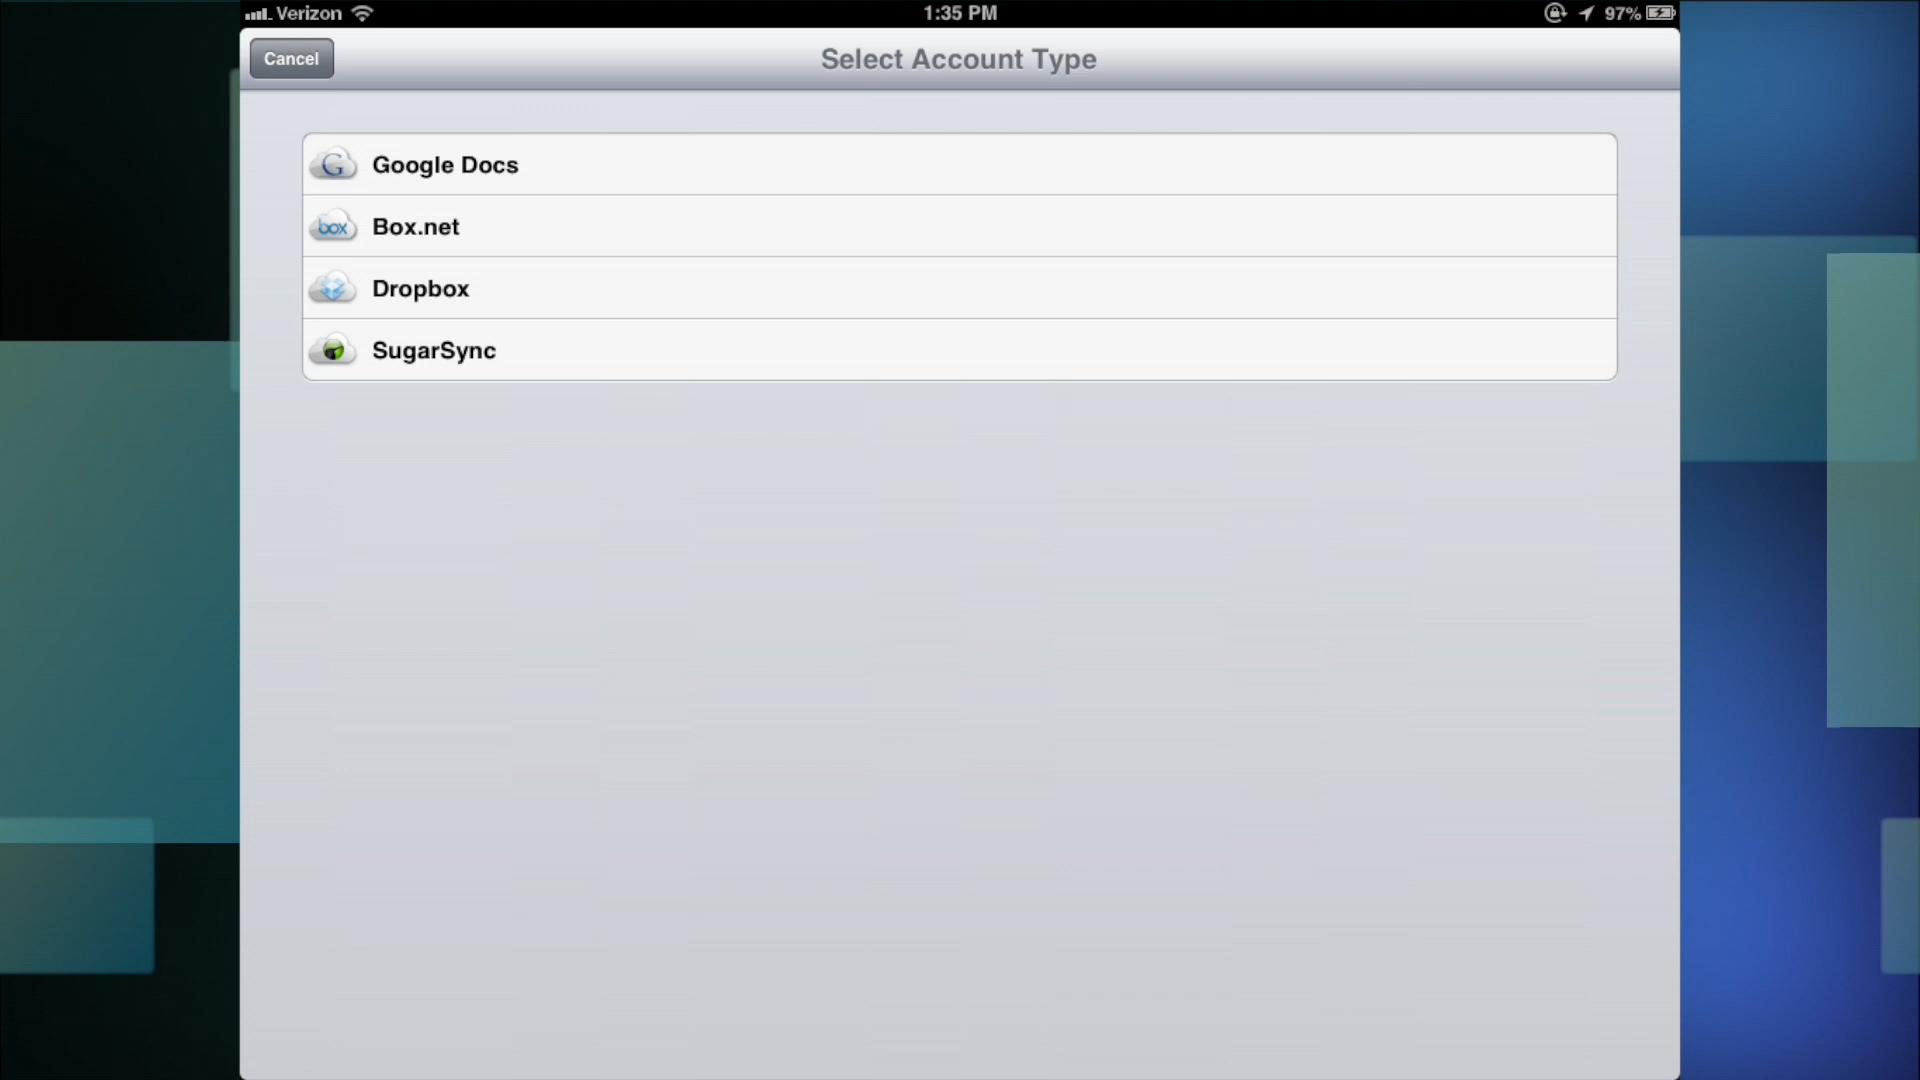 Verizon
1:35 PM
97%
Cancel
Select Account Type
G
Google Docs
box
Box.net
Dropbox
SugarSync